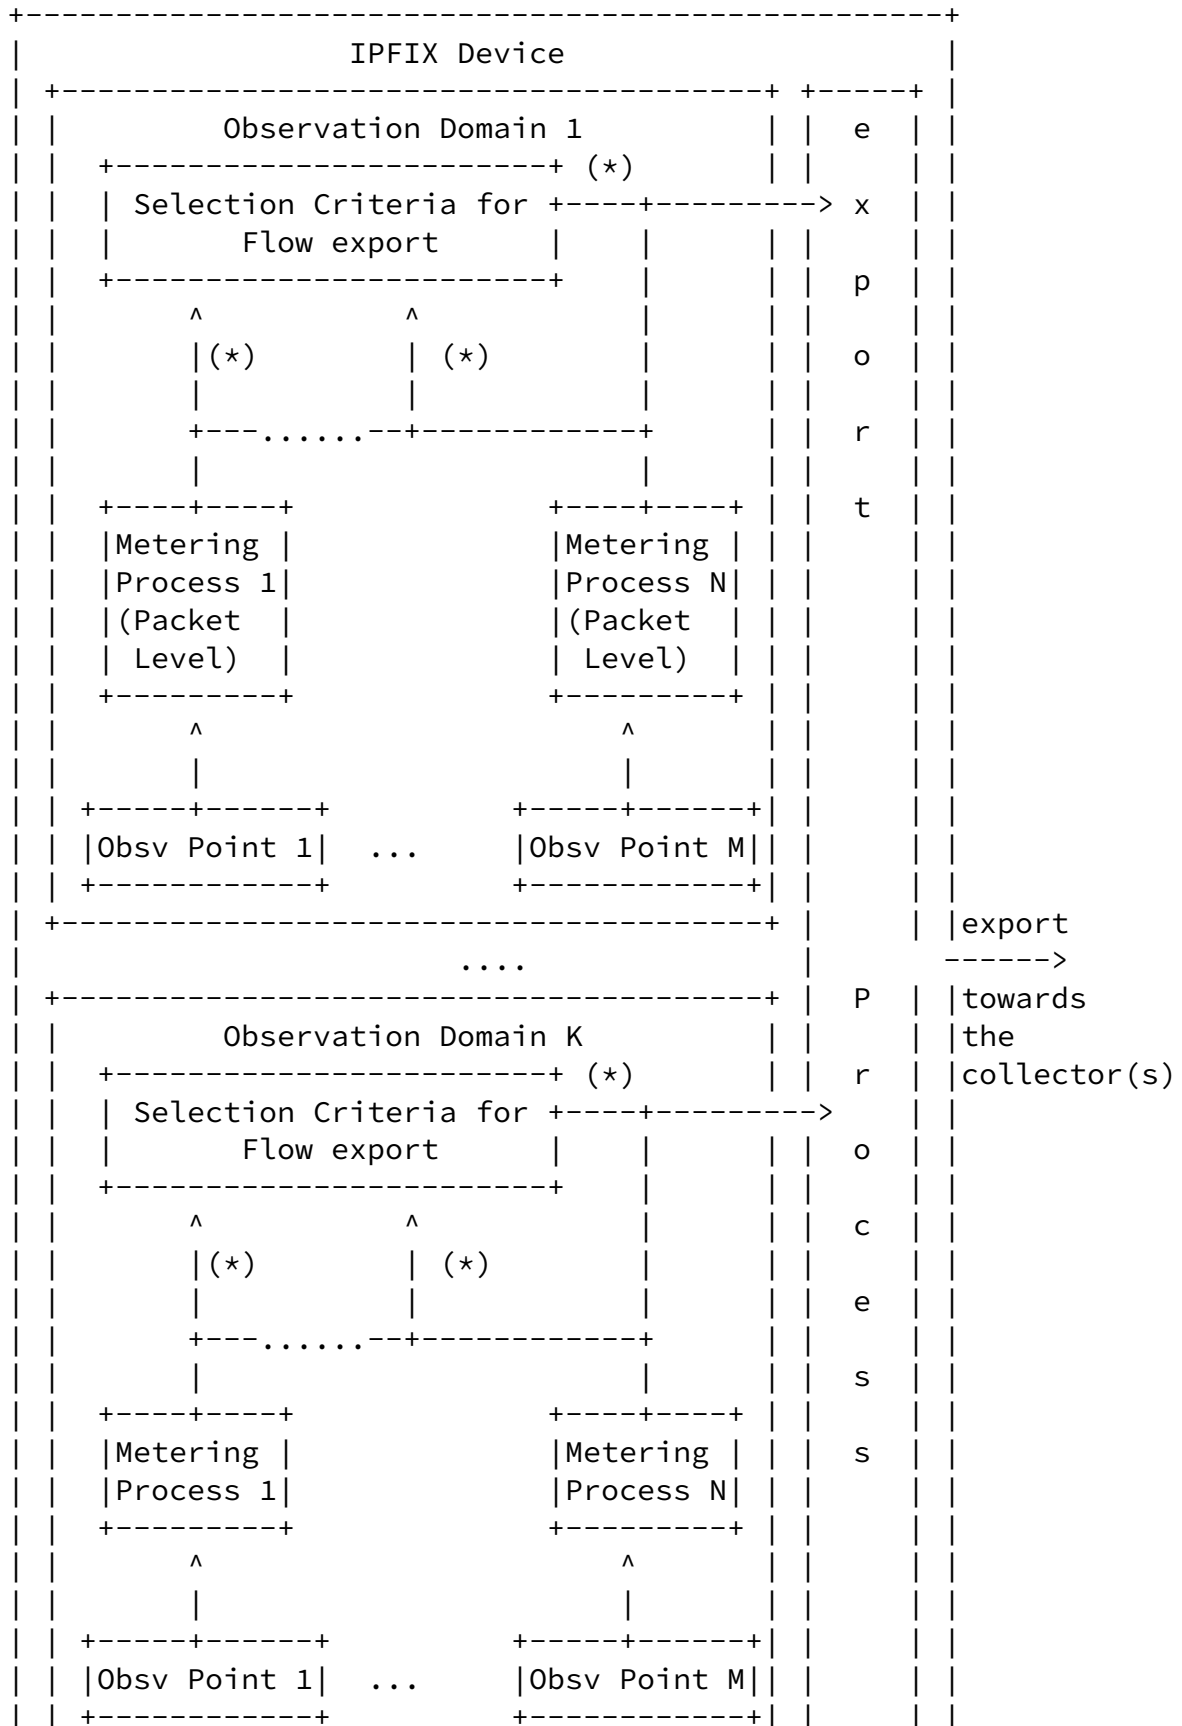 IPFIX Device
Observation Domain 1 e
(*)
Selection Criteria for x
Flow export
p
(*) (*) o
...... r
t
Metering Metering
Process 1 Process N
(Packet (Packet
Level) Level)
Obsv Point 1 ... Obsv Point M
export
....
P towards
Observation Domain K the
(*) r collector(s)
Selection Criteria for
Flow export o
c
(*) (*)
e
......
s
Metering Metering s
Process 1 Process N
Obsv Point 1 ... Obsv Point M